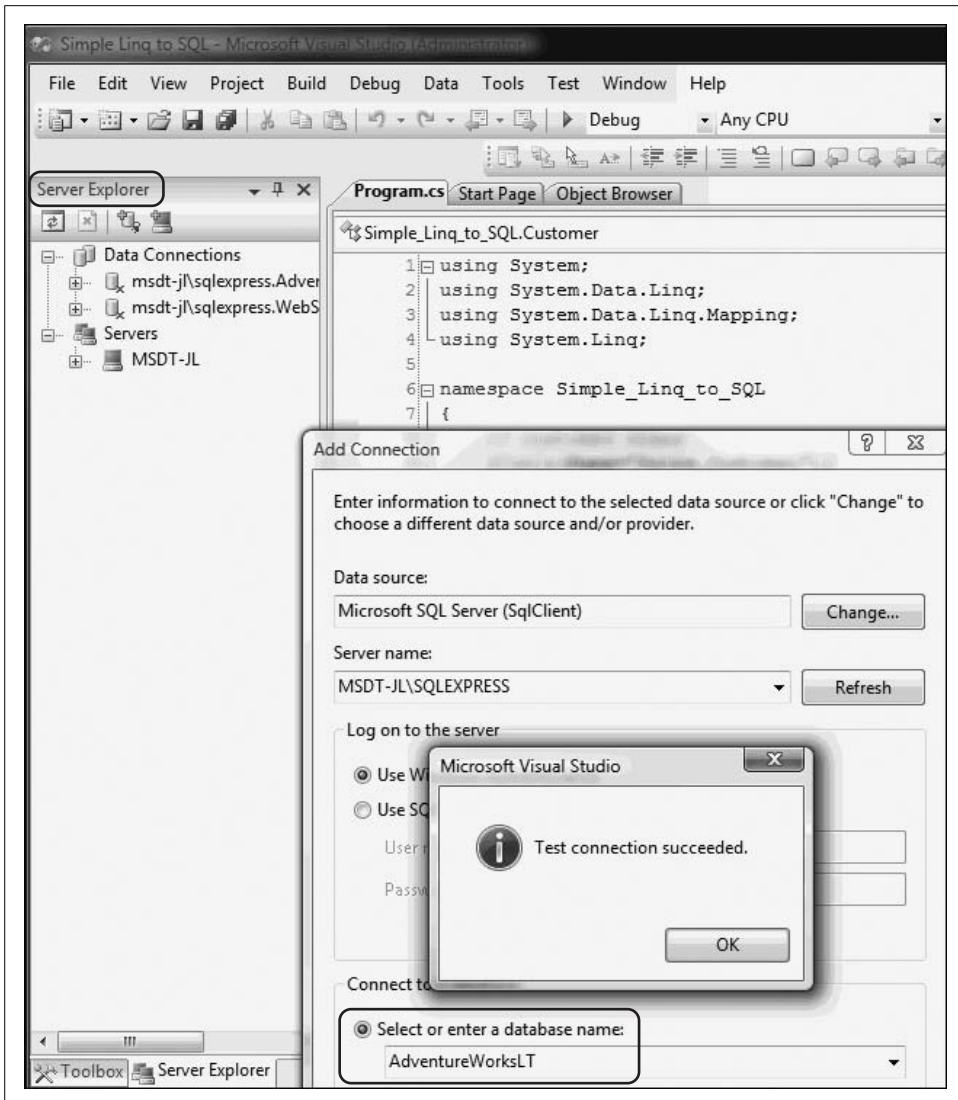 Simple Linq to SQL - Microsoft Visual Studio (Administrator)
File Edit View Project Build Debug Data Tools Test Window Help
Debug Any CPU
Server Explorer
Program.cs Start Page Object Browser
Simple_Linq_to_SQL.Customer
Data Connections
msdt-jl\sqlexpress.Adver
msdt-jl\sqlexpress.WebS
Servers
MSDT-JL
1 using System;
2 using System.Data.Linq;
3 using System.Data.Linq.Mapping;
4 using System.Linq;
5
6 namespace Simple_Linq_to_SQL
7 {
Add Connection
Enter information to connect to the selected data source or click "Change" to
choose a different data source and/or provider.
Data source:
Microsoft SQL Server (SqlClient) Change...
Server name:
MSDT-JL\SQLEXPRESS Refresh
Log on to the server
Use Wi
Use SQ
User n
Passw
Microsoft Visual Studio
Test connection succeeded.
OK
Connect to
Select or enter a database name:
AdventureWorksLT
Toolbox Server Explorer